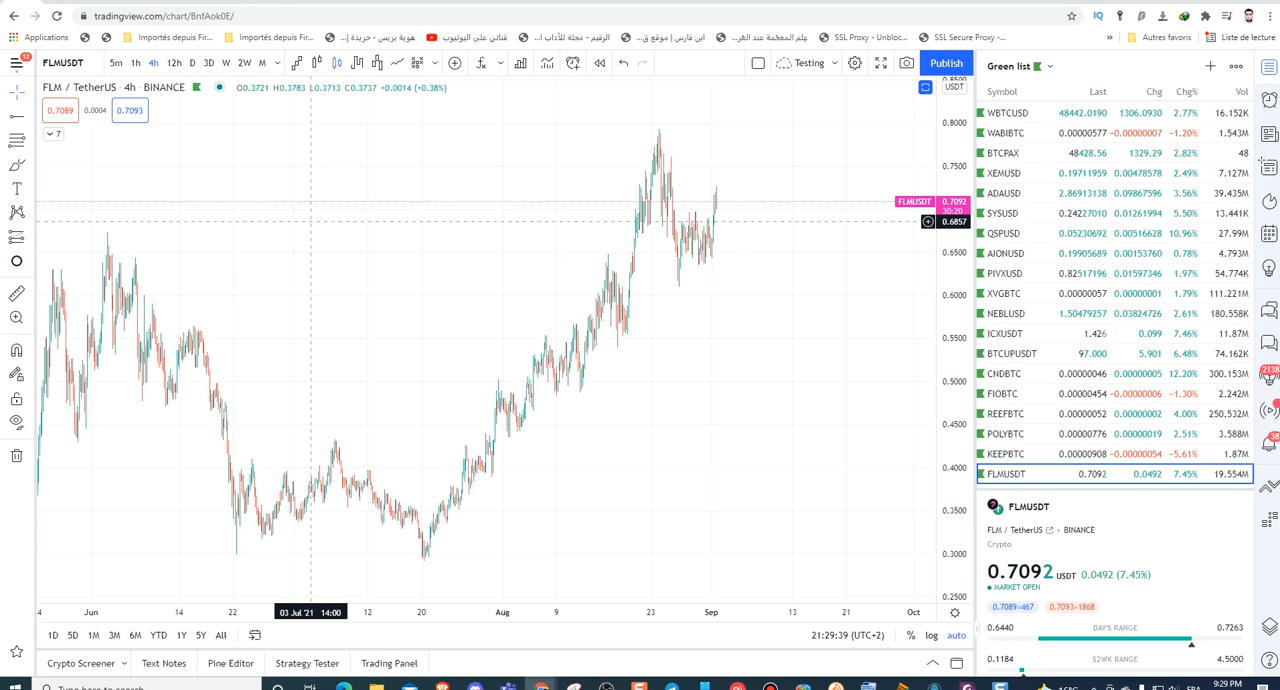 tradingview.com/chart/BnfAok0E/
Applications
Importés depuis Fir...
Importés depuis Fir...
هوية بريس - جريدة إ...
قناتي على اليوتيوب
الرقيم - مجلة للأداب ا...
ابن فارس | موقع ق...
SSL Proxy - Unbloc...
SSL Secure Proxy -...
»
Autres favoris
Liste de lecture
12
FLMUSDT
5m 1h 4h 12h D 3D W 2W M
Testing
Publish
Green list
FLM / TetherUS · 4h · BINANCE
O0.3721 H0.3783 L0.3713 C0.3737 +0.0014 (+0.38%)
USDT
7089
0.0004
0.7093
7
Symbol Last Chg Chg% Vol
WBTCUSD 48442.0190 1306.0930 2.77% 16.152K
WABIBTC 0.00000577 -0.00000007 -1.20% 1.543M
BTCPAX 48428.56 1329.29 2.82% 48
XEMUSD 0.19711959 0.00478578 2.49% 7.127M
ADAUSD 2.86913138 0.09867596 3.56% 39.435M
SYSUSD 0.24227010 0.01261994 5.50% 13.441K
QSPUSD 0.05230692 0.00516628 10.96% 27.99M
AIONUSD 0.19905689 0.00153760 0.78% 4.793M
PIVXUSD 0.82517196 0.01597346 1.97% 54.774K
XVGBTC 0.00000057 0.00000001 1.79% 111.221M
NEBLUSD 1.50479257 0.03824726 2.61% 180.558K
ICXUSDT 1.426 0.099 7.46% 11.87M
BTCUPUSDT 97.000 5.901 6.48% 74.162K
CNDBTC 0.00000046 0.00000005 12.20% 300.153M
FIOBTC 0.00000454 -0.00000006 -1.30% 2.242M
REEFBTC 0.00000052 0.00000002 4.00% 250.532M
POLYBTC 0.00000776 0.00000019 2.51% 3.588M
KEEPBTC 0.00000908 -0.00000054 -5.61% 1.87M
FLMUSDT 0.7092 0.0492 7.45% 19.554M
0.8500
0.8000
0.7500
FLMUSDT 0.7092
30:20
0.6857
0.6500
0.6000
0.5500
0.5000
0.4500
0.4000
0.3500
0.3000
0.2500
2138
38
FLMUSDT
FLM / TetherUS · BINANCE
Crypto
0.7092 USDT 0.0492 (7.45%)
MARKET OPEN
0.7089×467
0.7093×1868
0.6440 DAY'S RANGE 0.7263
0.1184 52WK RANGE 4.5000
4 Jun 14 22 03 Jul '21 14:00 12 20 Aug 9 23 Sep 13 21 Oct
1D 5D 1M 3M 6M YTD 1Y 5Y All
21:29:39 (UTC+2)
% log auto
Crypto Screener
Text Notes
Pine Editor
Strategy Tester
Trading Panel
Type here to search
9:29 PM